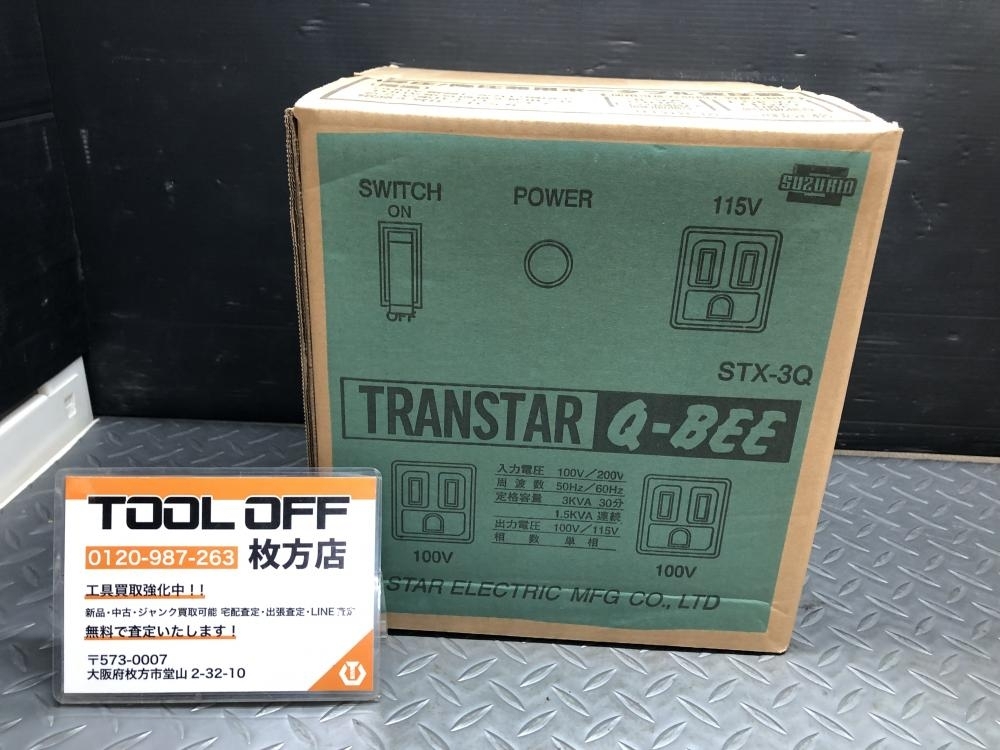 SUZUKID
SWITCH
ON
OFF
POWER
115V
STX-3Q
TRANSTAR Q-BEE
入力電圧 100V/200V
周波数 50Hz/60Hz
定格容量 3KVA 30分
1.5KVA 連続
出力電圧 100V/115V
相数 単相
100V
100V
STAR ELECTRIC MFG CO., LTD
TOOL OFF
0120-987-263 枚方店
工具買取強化中!!
新品・中古・ジャンク買取可能 宅配査定・出張査定・LINE査定
無料で査定いたします!
〒573-0007
大阪府枚方市堂山 2-32-10